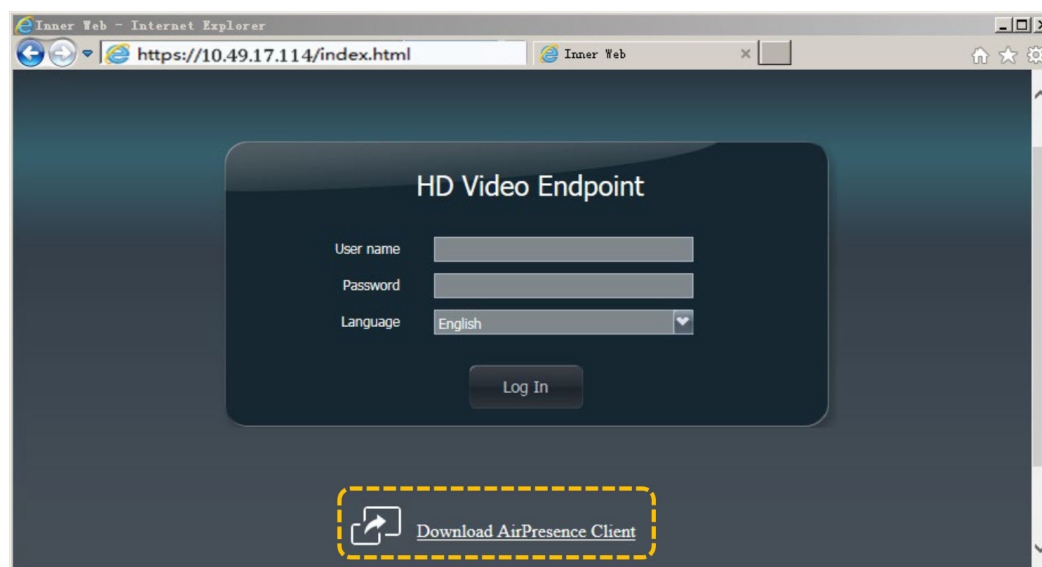 Inner Web - Internet Explorer
https://10.49.17.114/index.html
Inner Web
HD Video Endpoint
User name
Password
Language
English
Log In
Download AirPresence Client